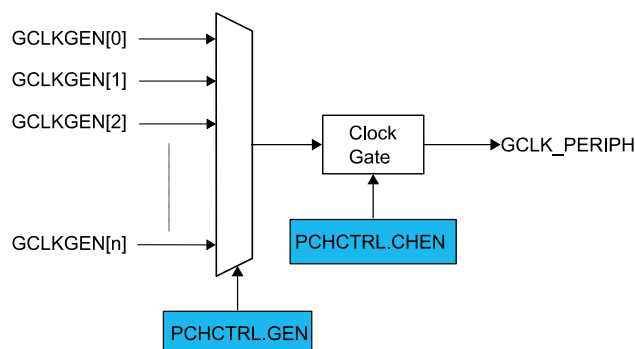 GCLKGEN[0]
GCLKGEN[1]
GCLKGEN[2]
GCLKGEN[n]
Clock
Gate
GCLK_PERIPH
PCHCTRL.CHEN
PCHCTRL.GEN